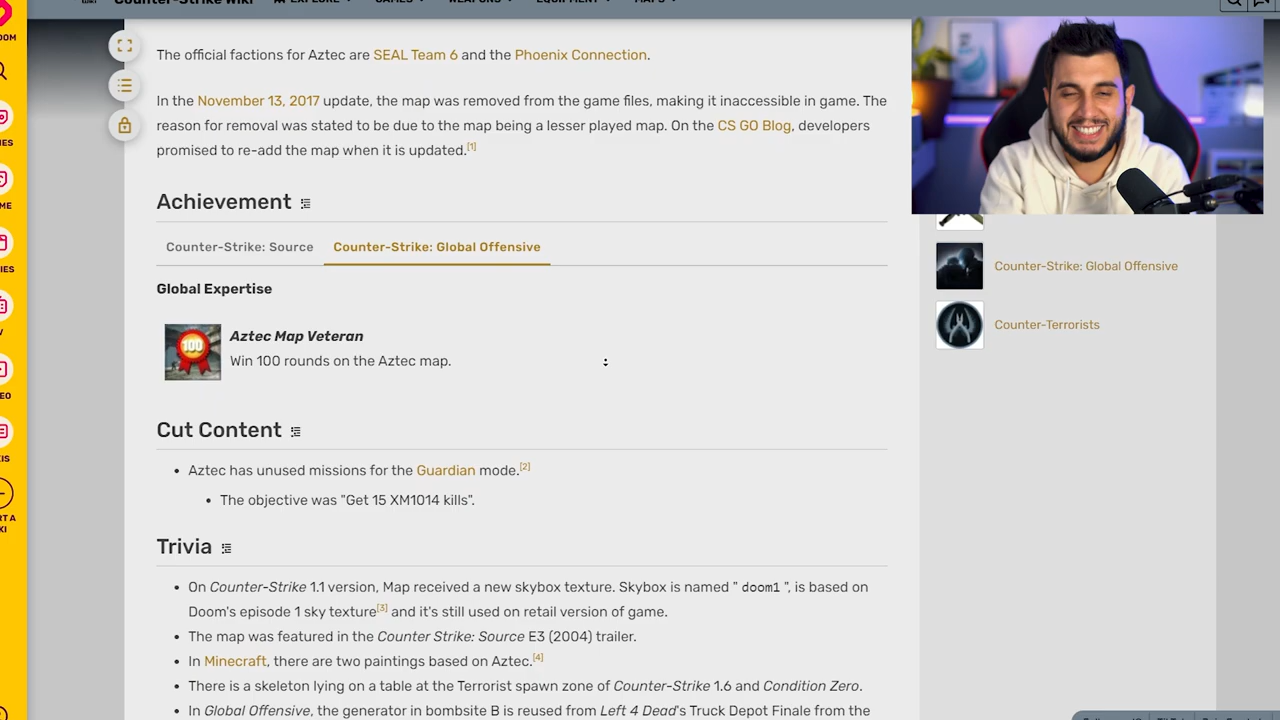 Counter-Strike Wiki
EXPLORE
GAMES
WEAPONS
EQUIPMENT
MAPS
The official factions for Aztec are SEAL Team 6 and the Phoenix Connection.
In the November 13, 2017 update, the map was removed from the game files, making it inaccessible in game. The
reason for removal was stated to be due to the map being a lesser played map. On the CS GO Blog, developers
promised to re-add the map when it is updated.[1]
Achievement
Counter-Strike: Source
Counter-Strike: Global Offensive
Global Expertise
100
Aztec Map Veteran
Win 100 rounds on the Aztec map.
Cut Content
• Aztec has unused missions for the Guardian mode.[2]
• The objective was "Get 15 XM1014 kills".
Trivia
• On Counter-Strike 1.1 version, Map received a new skybox texture. Skybox is named " doom1 ", is based on
Doom's episode 1 sky texture[3] and it's still used on retail version of game.
• The map was featured in the Counter Strike: Source E3 (2004) trailer.
• In Minecraft, there are two paintings based on Aztec.[4]
• There is a skeleton lying on a table at the Terrorist spawn zone of Counter-Strike 1.6 and Condition Zero.
• In Global Offensive, the generator in bombsite B is reused from Left 4 Dead's Truck Depot Finale from the
Counter-Strike: Global Offensive
Counter-Terrorists